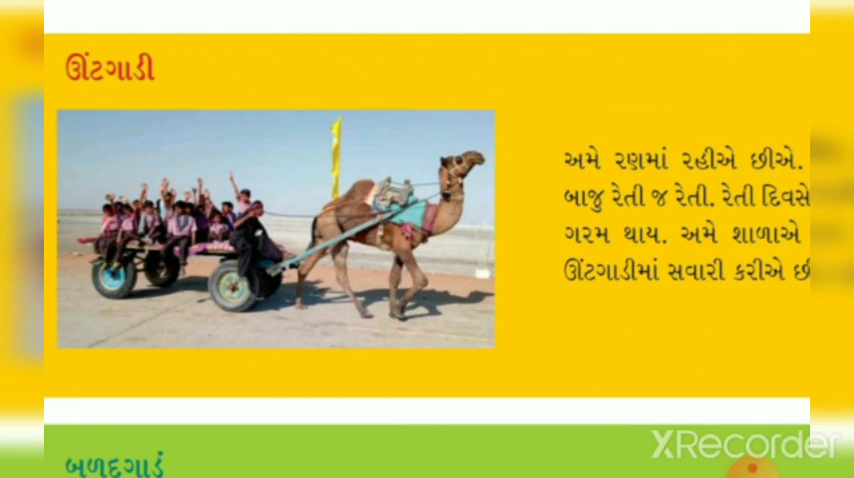 ઊંટગાડી
અમે રણમાં રહીએ છીએ.
બાજુ રેતી જ રેતી. રેતી દિવસે
ગરમ થાય. અમે શાળાએ
ઊંટગાડીમાં સવારી કરીએ છી
બળદગાડું
XRecorder